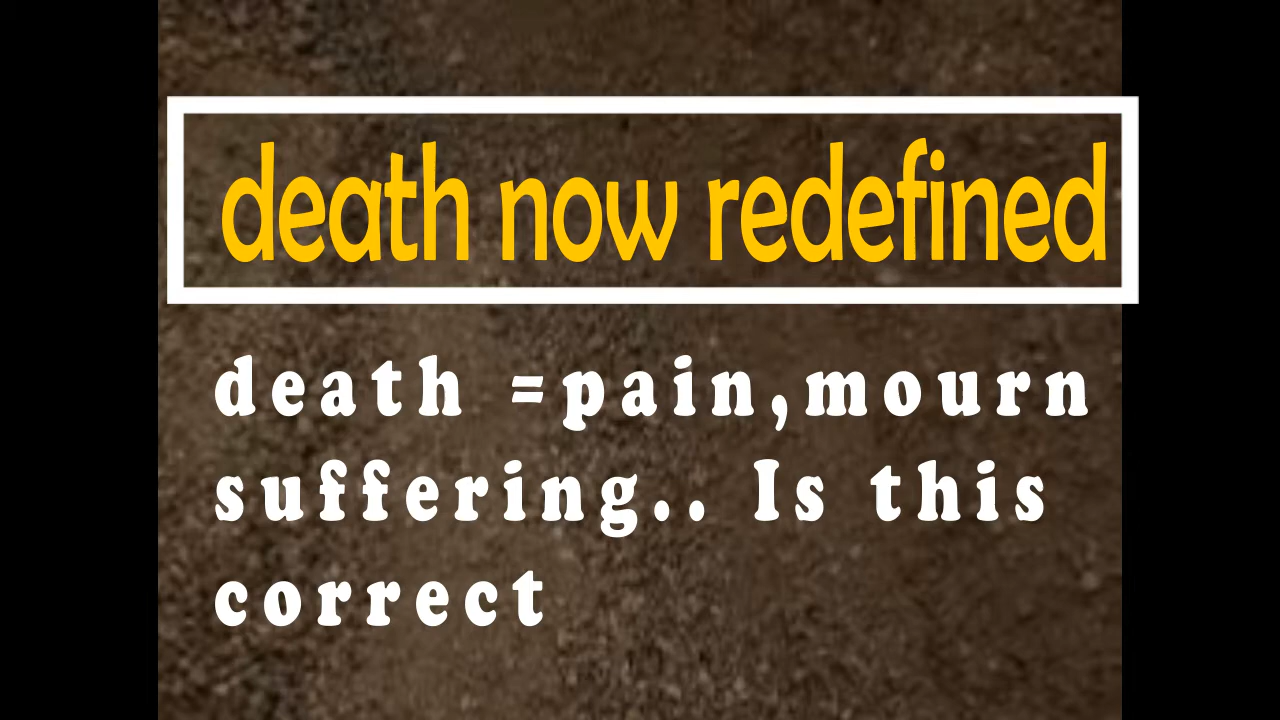 death now redefined
death =pain,mourn
suffering.. Is this
correct